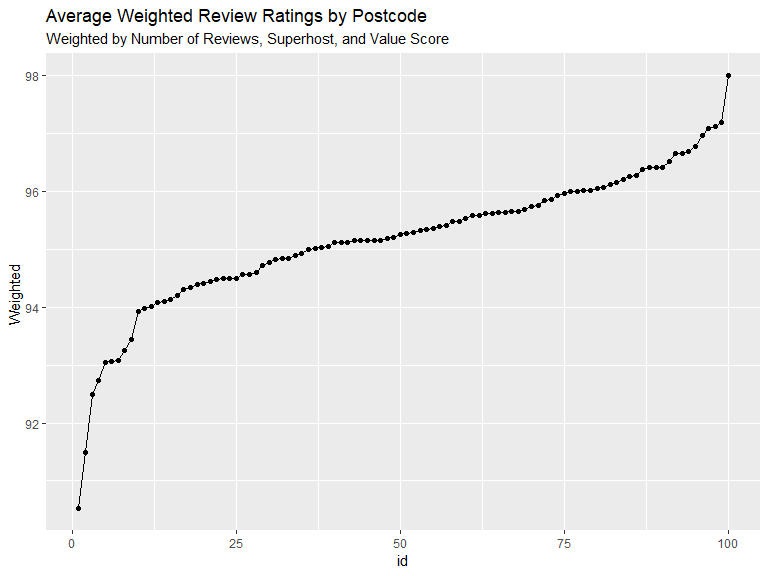 Average Weighted Review Ratings by Postcode
Weighted by Number of Reviews, Superhost, and Value Score
98
96
94
92
Weighted
0 25 50 75 100
id